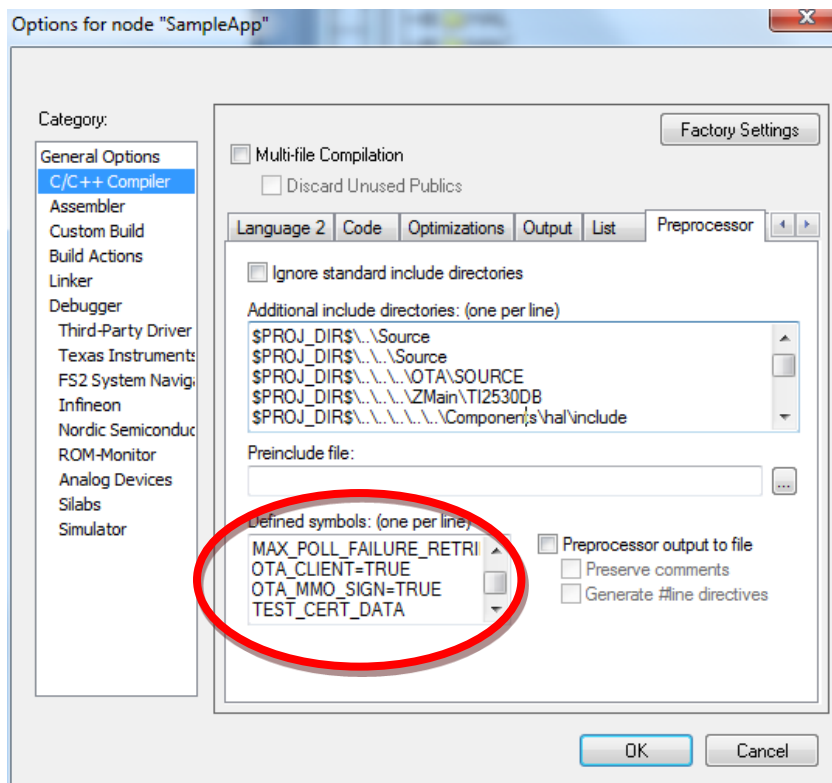 Options for node "SampleApp"
Category:
General Options
C/C++ Compiler
Assembler
Custom Build
Build Actions
Linker
Debugger
Third-Party Driver
Texas Instruments
FS2 System Naviga
Infineon
Nordic Semiconduc
ROM-Monitor
Analog Devices
Silabs
Simulator
Factory Settings
Multi-file Compilation
Discard Unused Publics
Language 2 Code Optimizations Output List Preprocessor
Ignore standard include directories
Additional include directories: (one per line)
$PROJ_DIR$\..\Source
$PROJ_DIR$\..\..\Source
$PROJ_DIR$\..\..\..\OTA\SOURCE
$PROJ_DIR$\..\..\..\ZMain\TI2530DB
$PROJ_DIR$\..\..\..\..\..\..\Components\hal\include
Preinclude file:
...
Defined symbols: (one per line)
MAX_POLL_FAILURE_RETRI
OTA_CLIENT=TRUE
OTA_MMO_SIGN=TRUE
TEST_CERT_DATA
Preprocessor output to file
Preserve comments
Generate #line directives
OK Cancel